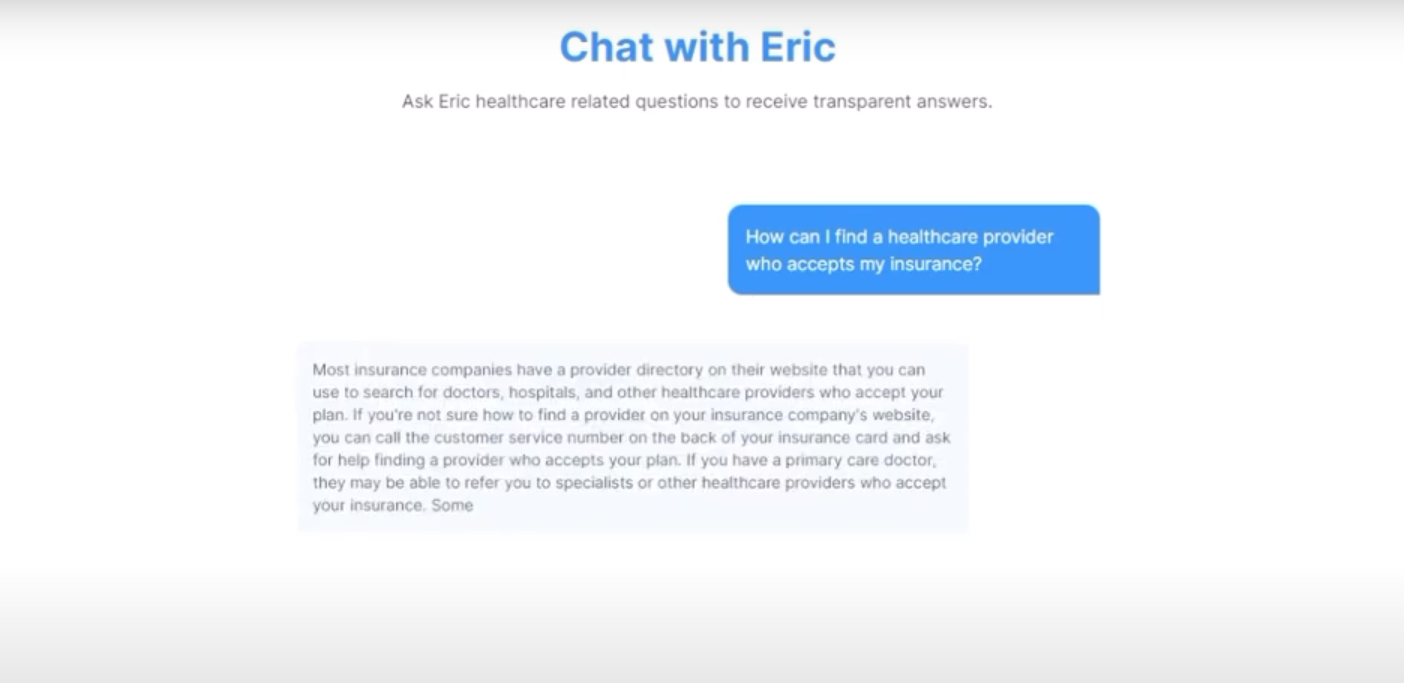 Chat with Eric
Ask Eric healthcare related questions to receive transparent answers.
How can I find a healthcare provider
who accepts my insurance?
Most insurance companies have a provider directory on their website that you can
use to search for doctors, hospitals, and other healthcare providers who accept your
plan. If you're not sure how to find a provider on your insurance company's website,
you can call the customer service number on the back of your insurance card and ask
for help finding a provider who accepts your plan. If you have a primary care doctor,
they may be able to refer you to specialists or other healthcare providers who accept
your insurance. Some